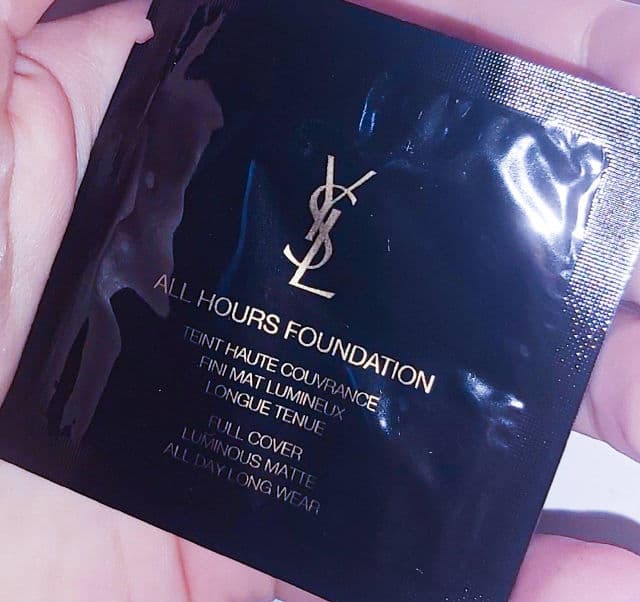 YSL
ALL HOURS FOUNDATION
TEINT HAUTE COUVRANCE
FINI MAT LUMINEUX
LONGUE TENUE
FULL COVER
LUMINOUS MATTE
ALL DAY LONG WEAR